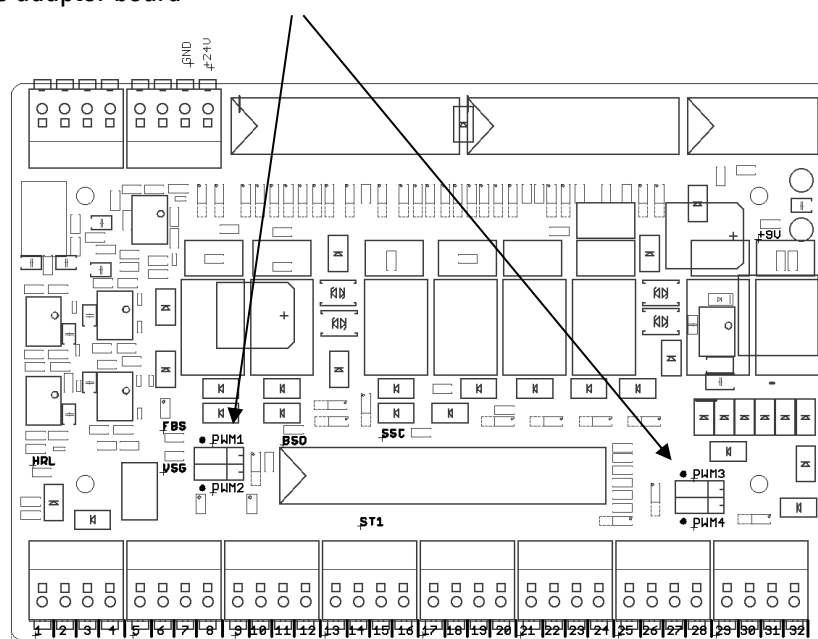 adapter board
GND
+24V
+9V
FBS
PWM1
BSO
SSC
HRL
VSG
PWM2
PWM3
ST1
PWM4
1 2 3 4 5 6 7 8 9 10 11 12 13 14 15 16 17 18 19 20 21 22 23 24 25 26 27 28 29 30 31 32